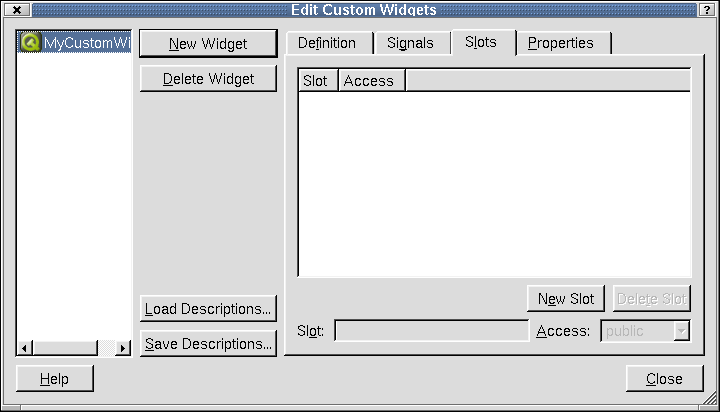 Edit Custom Widgets
?
MyCustomWi
New Widget
Delete Widget
Load Descriptions...
Save Descriptions...
Definition
Signals
Slots
Properties
Slot
Access
New Slot
Delete Slot
Slot:
Access:
public
Help
Close